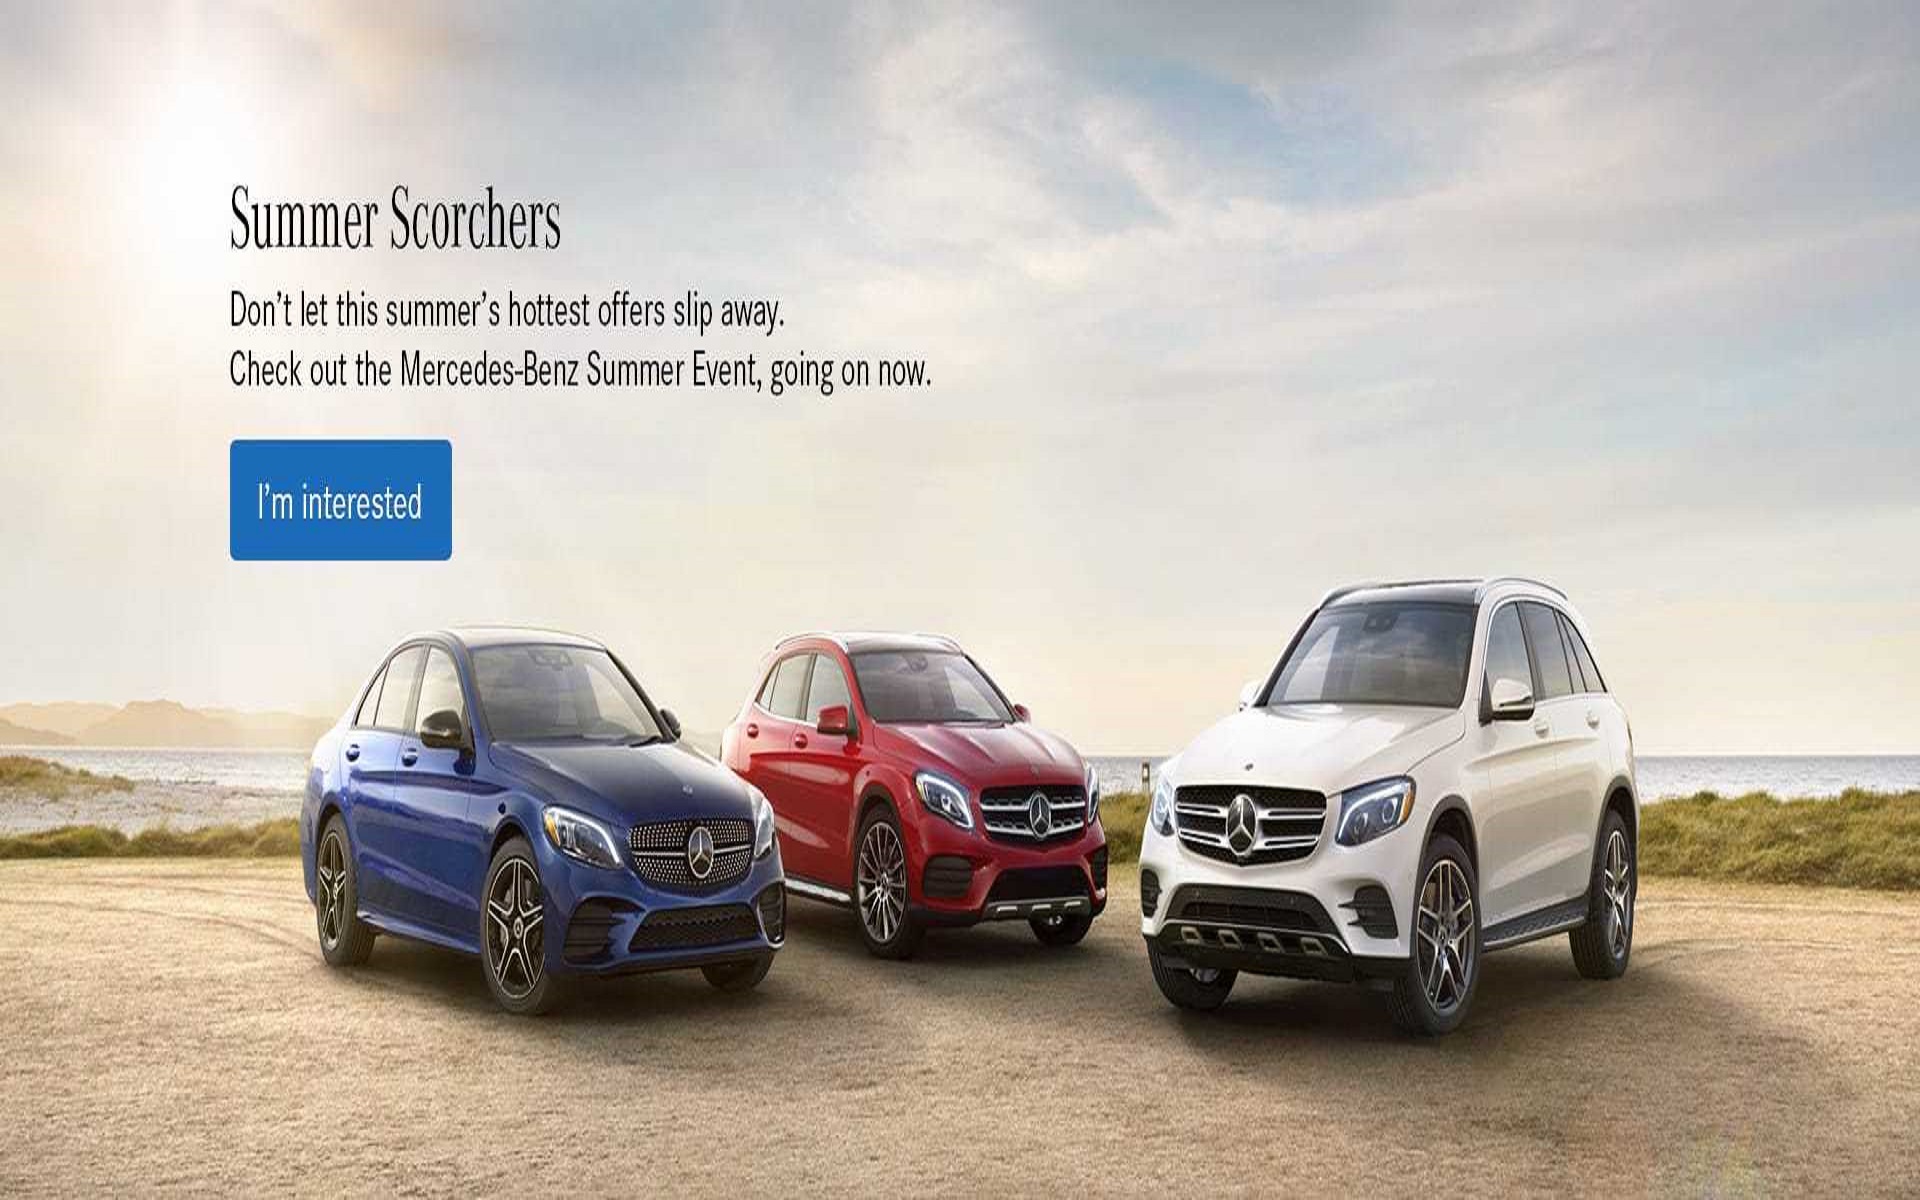 Summer Scorchers
Don’t let this summer’s hottest offers slip away.
Check out the Mercedes-Benz Summer Event, going on now.
I’m interested